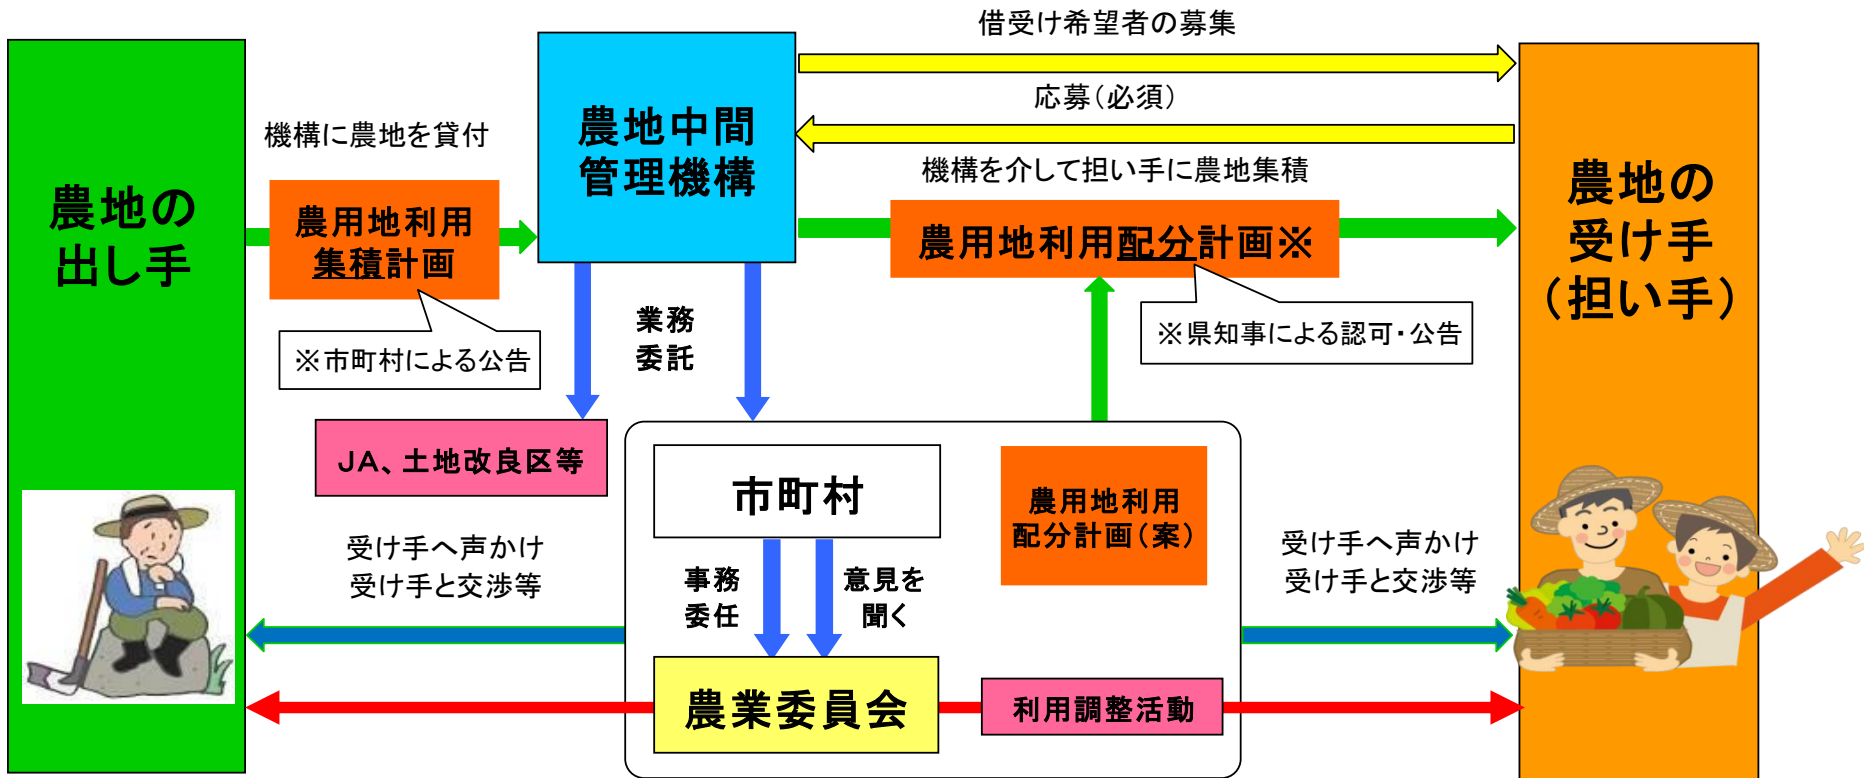 借受け希望者の募集
応募(必須)
機構に農地を貸付
農地中間
管理機構
機構を介して担い手に農地集積
農地の
出し手
農用地利用
集積計画
農用地利用配分計画※
農地の
受け手
(担い手)
※市町村による公告
業務
委託
※県知事による認可・公告
JA、土地改良区等
市町村
農用地利用
配分計画(案)
受け手へ声かけ
受け手と交渉等
事務
委任
意見を
聞く
受け手へ声かけ
受け手と交渉等
農業委員会
利用調整活動